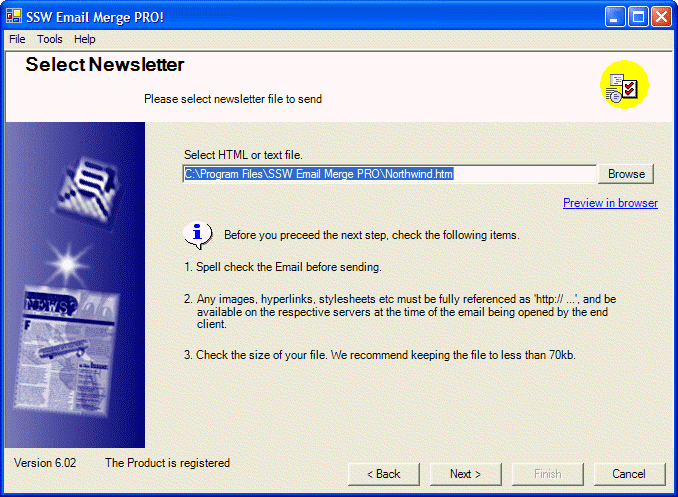 SSW Email Merge PRO!
File Tools Help
Select Newsletter
Please select newsletter file to send
Select HTML or text file.
C:\Program Files\SSW Email Merge PRO\Northwind.htm
Browse
Preview in browser
Before you preceed the next step, check the following items.
1. Spell check the Email before sending.
2. Any images, hyperlinks, stylesheets etc must be fully referenced as 'http:// ...', and be
available on the respective servers at the time of the email being opened by the end
client.
3. Check the size of your file. We recommend keeping the file to less than 70kb.
NEWS?
Version 6.02 The Product is registered
< Back Next > Finish Cancel